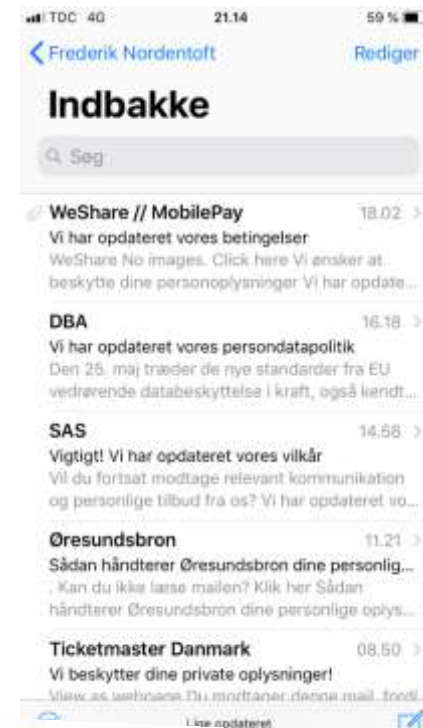 TDC 4G 21.14 59 %
Frederik Nordentoft Rediger
Indbakke
Søg
WeShare // MobilePay 18.02
Vi har opdateret vores betingelser
WeShare No images. Click here Vi ønsker at
beskytte dine personoplysninger Vi har opdate...
DBA 16.18
Vi har opdateret vores persondatapolitik
Den 25. maj træder de nye standarder fra EU
vedrørende databeskyttelse i kraft, også kendt...
SAS 14.58
Vigtigt! Vi har opdateret vores vilkår
Vil du fortsat modtage relevant kommunikation
og personlige tilbud fra os? Vi har opdateret vo...
Øresundsbron 11.21
Sådan håndterer Øresundsbron dine personlig...
. Kan du ikke læse mailen? Klik her Sådan
håndterer Øresundsbron dine personlige oplys...
Ticketmaster Danmark 08.50
Vi beskytter dine private oplysninger!
View as webpage Du modtager denne mail, fordi
Lige opdateret